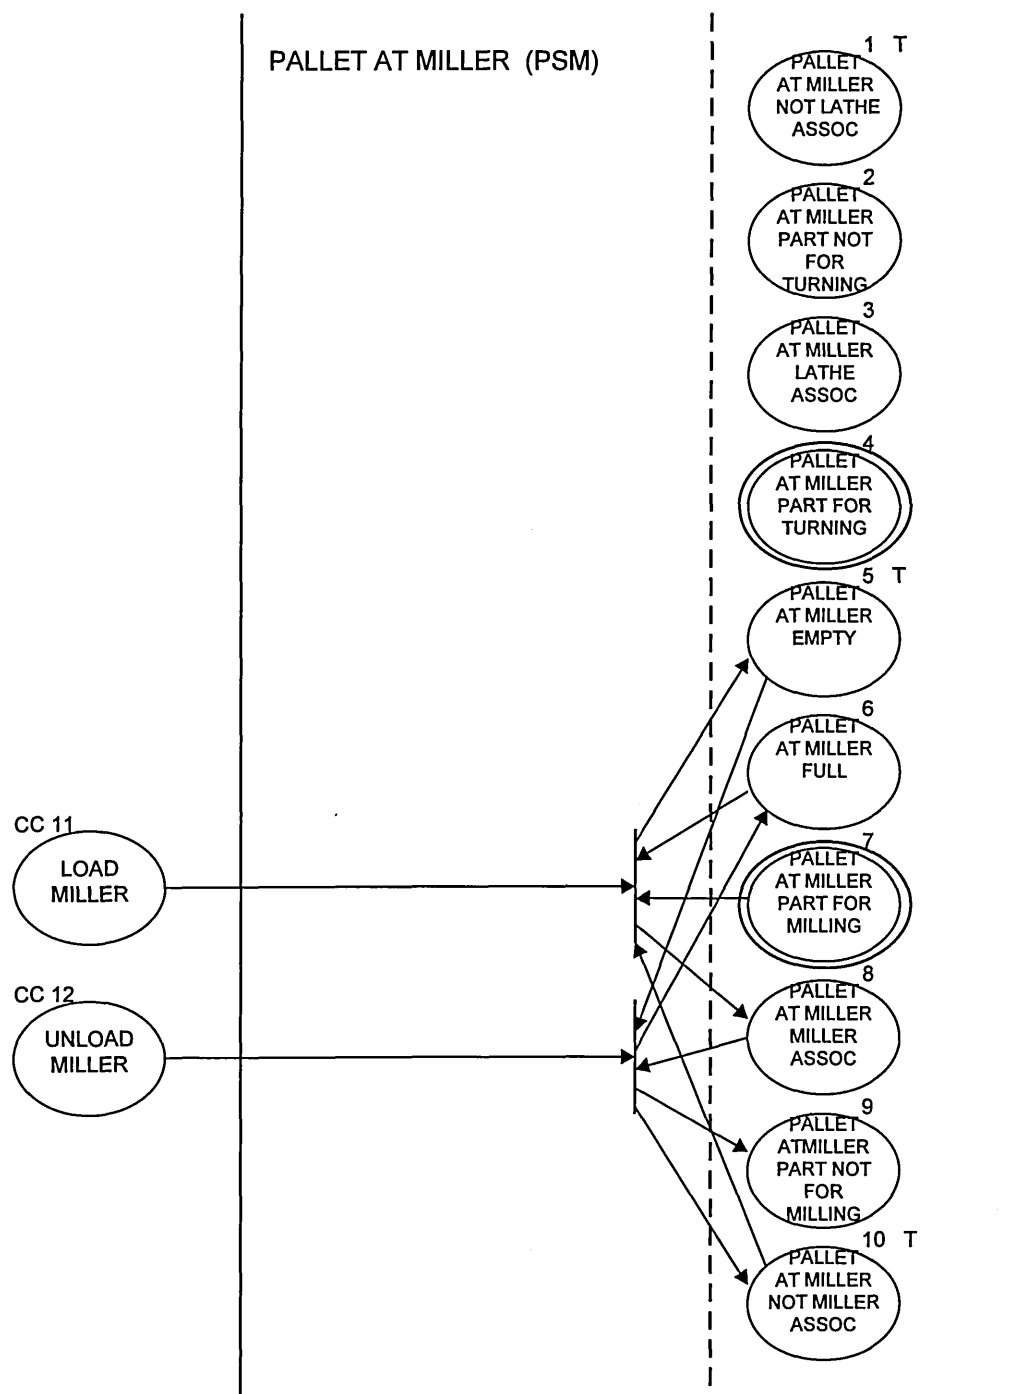 PALLET AT MILLER (PSM)
1 T
PALLET
AT MILLER
NOT LATHE
ASSOC
2
PALLET
AT MILLER
PART NOT
FOR
TURNING
3
PALLET
AT MILLER
LATHE
ASSOC
4
PALLET
AT MILLER
PART FOR
TURNING
5 T
PALLET
AT MILLER
EMPTY
6
PALLET
AT MILLER
FULL
CC 11
LOAD
MILLER
7
PALLET
AT MILLER
PART FOR
MILLING
CC 12
UNLOAD
MILLER
8
PALLET
AT MILLER
MILLER
ASSOC
9
PALLET
ATMILLER
PART NOT
FOR
MILLING
10 T
PALLET
AT MILLER
NOT MILLER
ASSOC